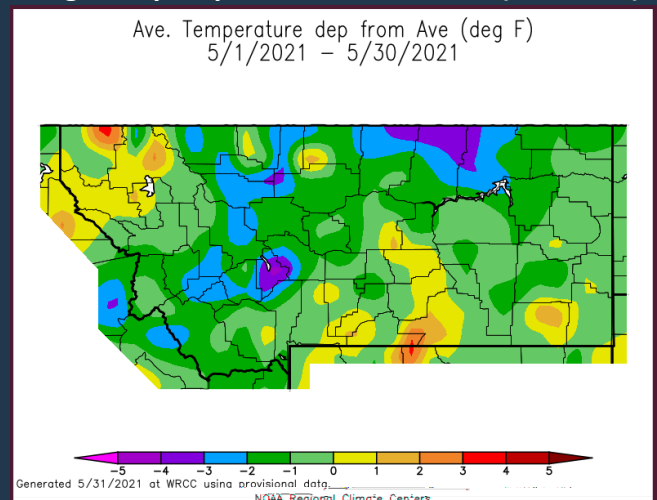 Ave. Temperature dep from Ave (deg F)
5/1/2021 – 5/30/2021
-5 -4 -3 -2 -1 0 1 2 3 4 5
Generated 5/31/2021 at WRCC using provisional data.
NOAA Regional Climate Centers